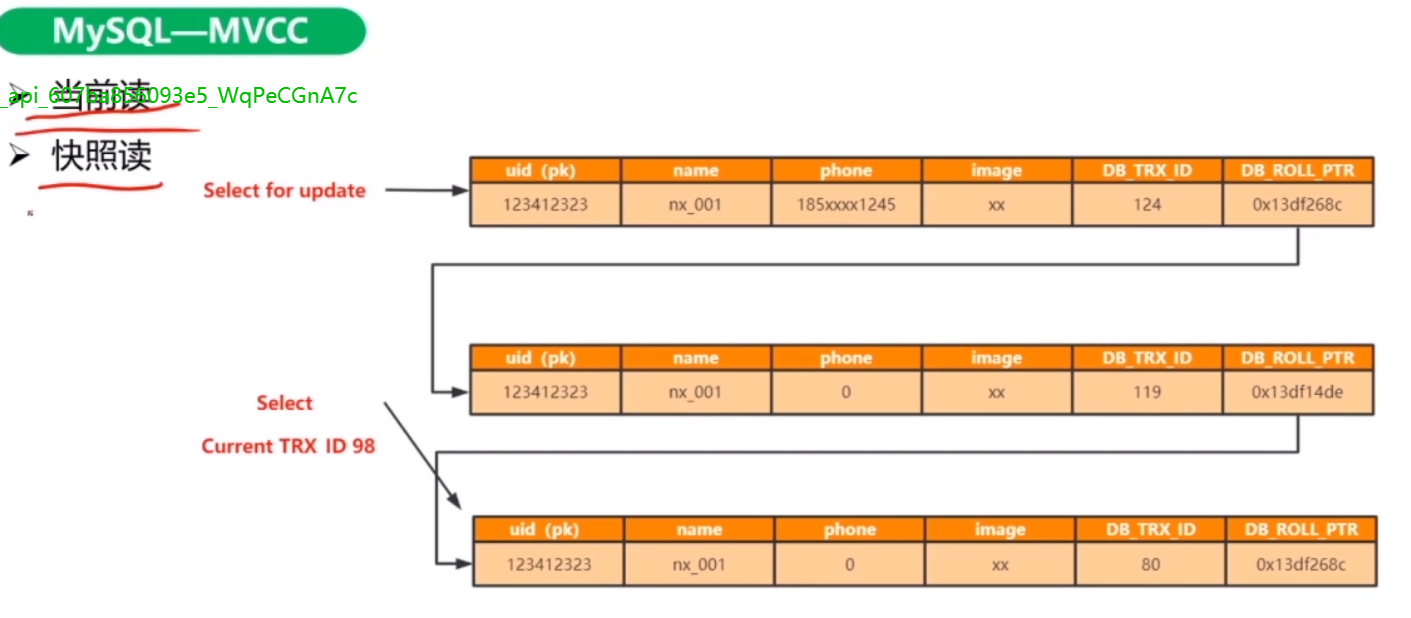 MySQL—MVCC
➢ 当前读
_api_607ba856093e5_WqPeCGnA7c
➢ 快照读
Select for update
uid (pk) name phone image DB_TRX_ID DB_ROLL_PTR
123412323 nx_001 185xxxx1245 xx 124 0x13df268c
uid (pk) name phone image DB_TRX_ID DB_ROLL_PTR
123412323 nx_001 0 xx 119 0x13df14de
Select
Current TRX ID 98
uid (pk) name phone image DB_TRX_ID DB_ROLL_PTR
123412323 nx_001 0 xx 80 0x13df268c